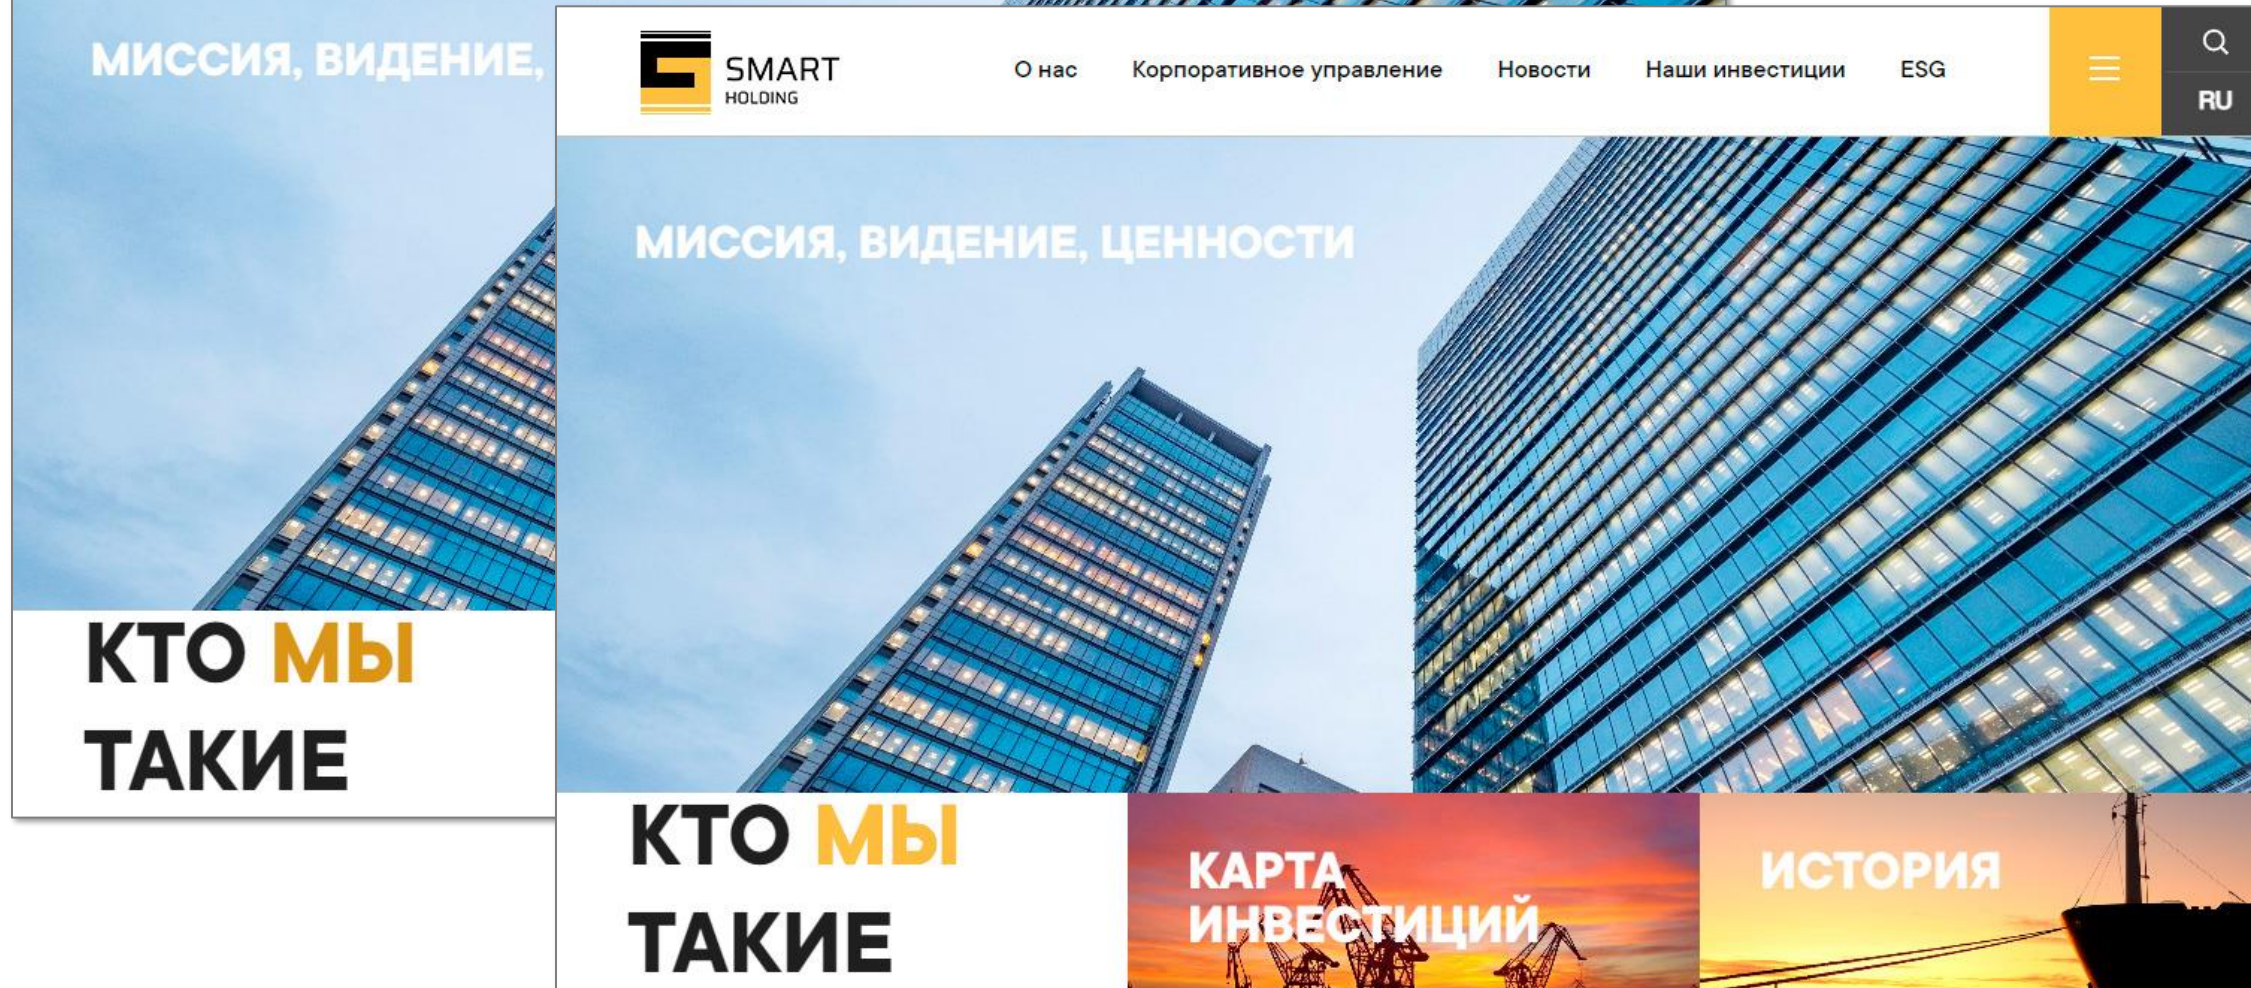 МИССИЯ, ВИДЕНИЕ,
КТО МЫ
ТАКИЕ
SMART
HOLDING
О нас Корпоративное управление Новости Наши инвестиции ESG
RU
МИССИЯ, ВИДЕНИЕ, ЦЕННОСТИ
КТО МЫ
ТАКИЕ
КАРТА
ИНВЕСТИЦИЙ
ИСТОРИЯ